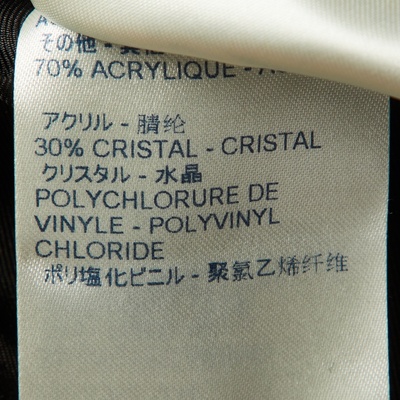 その他 -
70% ACRYLIQUE -
アクリル - 腈纶
30% CRISTAL - CRISTAL
クリスタル - 水晶
POLYCHLORURE DE
VINYLE - POLYVINYL
CHLORIDE
ポリ塩化ビニル - 聚氯乙烯纤维